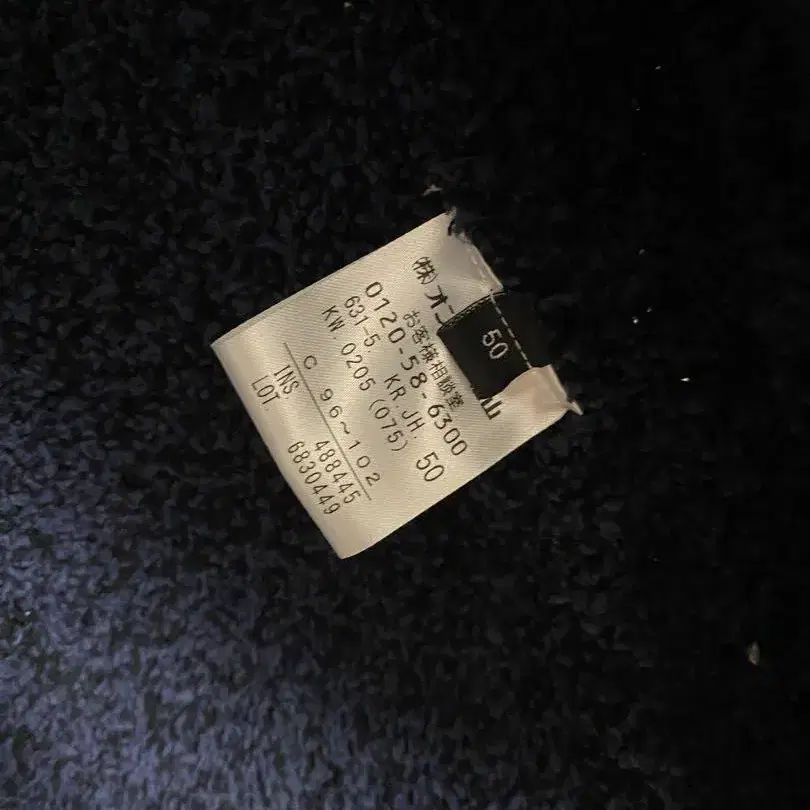 (株)オ
お客様相談室
0120-58-6300
631-5. KR JH.
KW. 0205 (075) 50
C 96~102
INS. 488445
LOT. 6830449
50